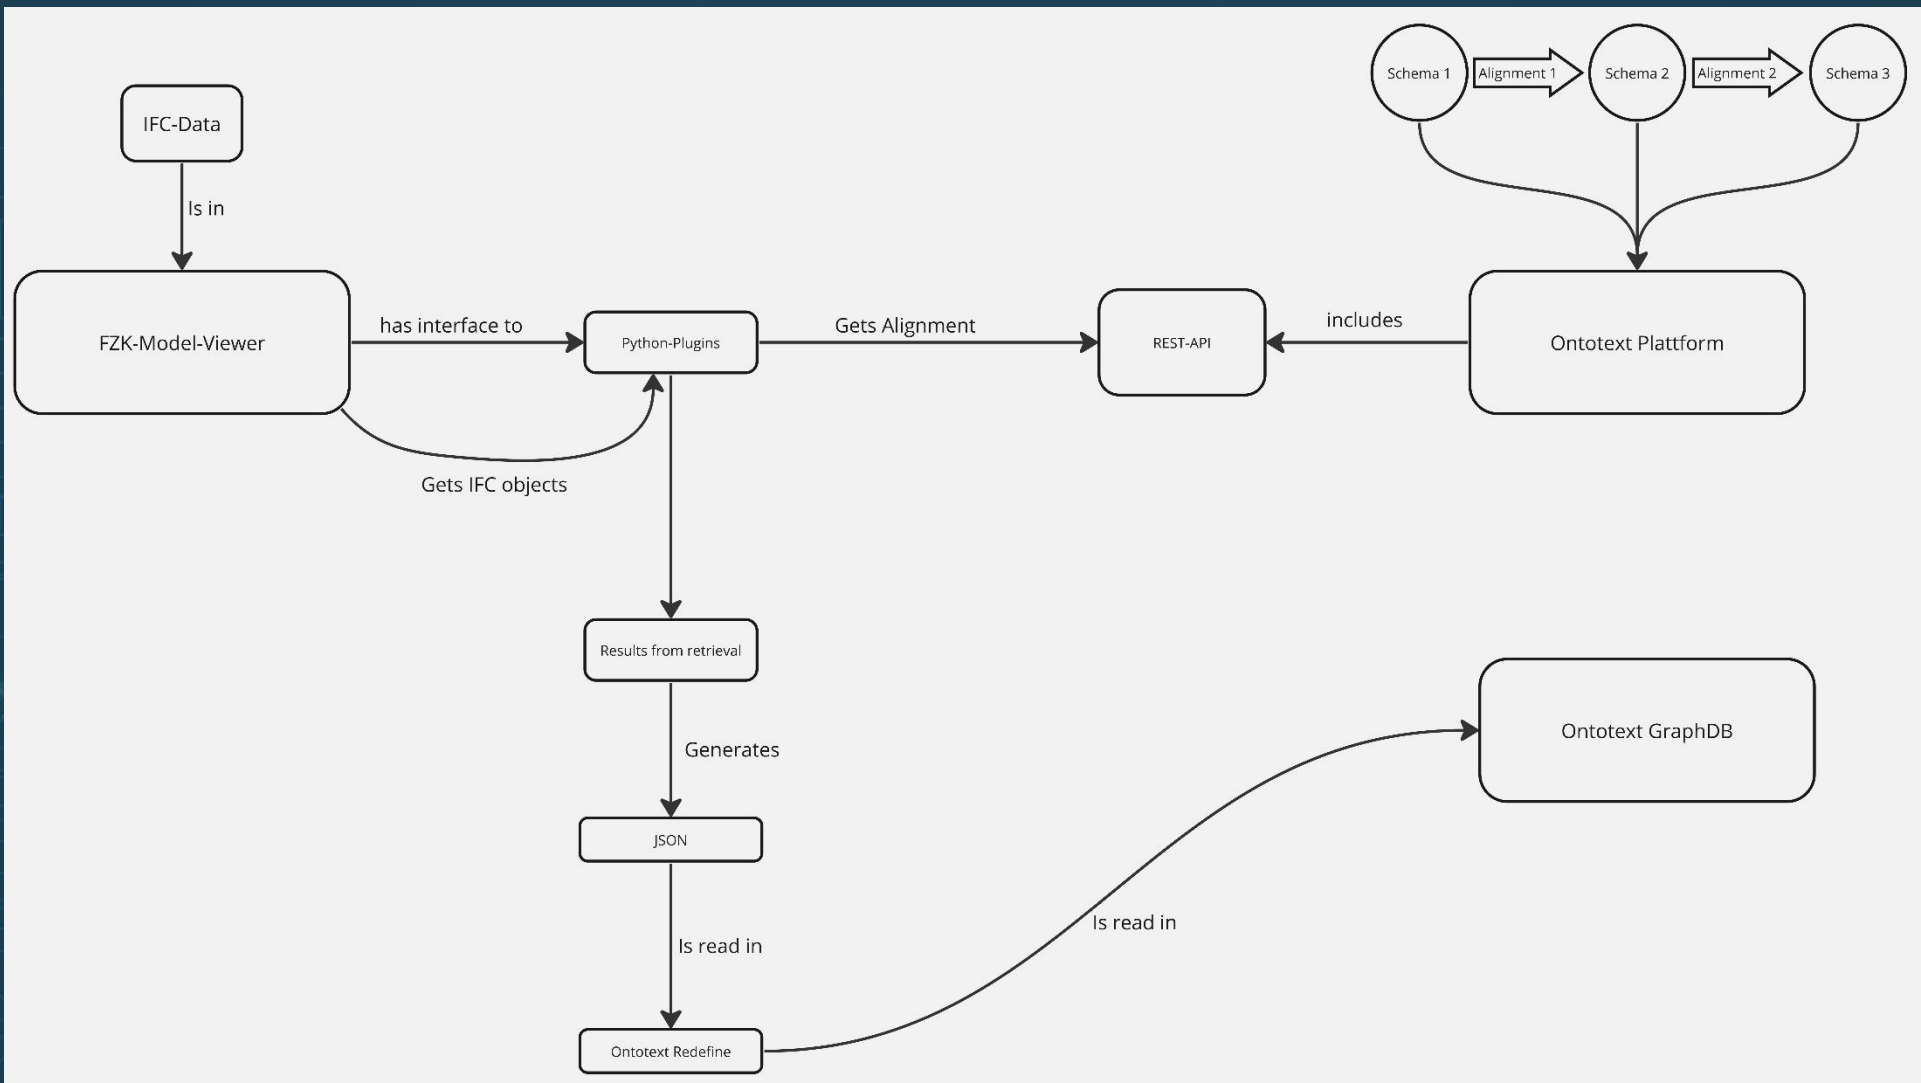 Schema 1
Alignment 1
Schema 2
Alignment 2
Schema 3
IFC-Data
Is in
FZK-Model-Viewer
has interface to
Python-Plugins
Gets Alignment
REST-API
includes
Ontotext Plattform
Gets IFC objects
Results from retrieval
Generates
Ontotext GraphDB
JSON
Is read in
Is read in
Ontotext Redefine